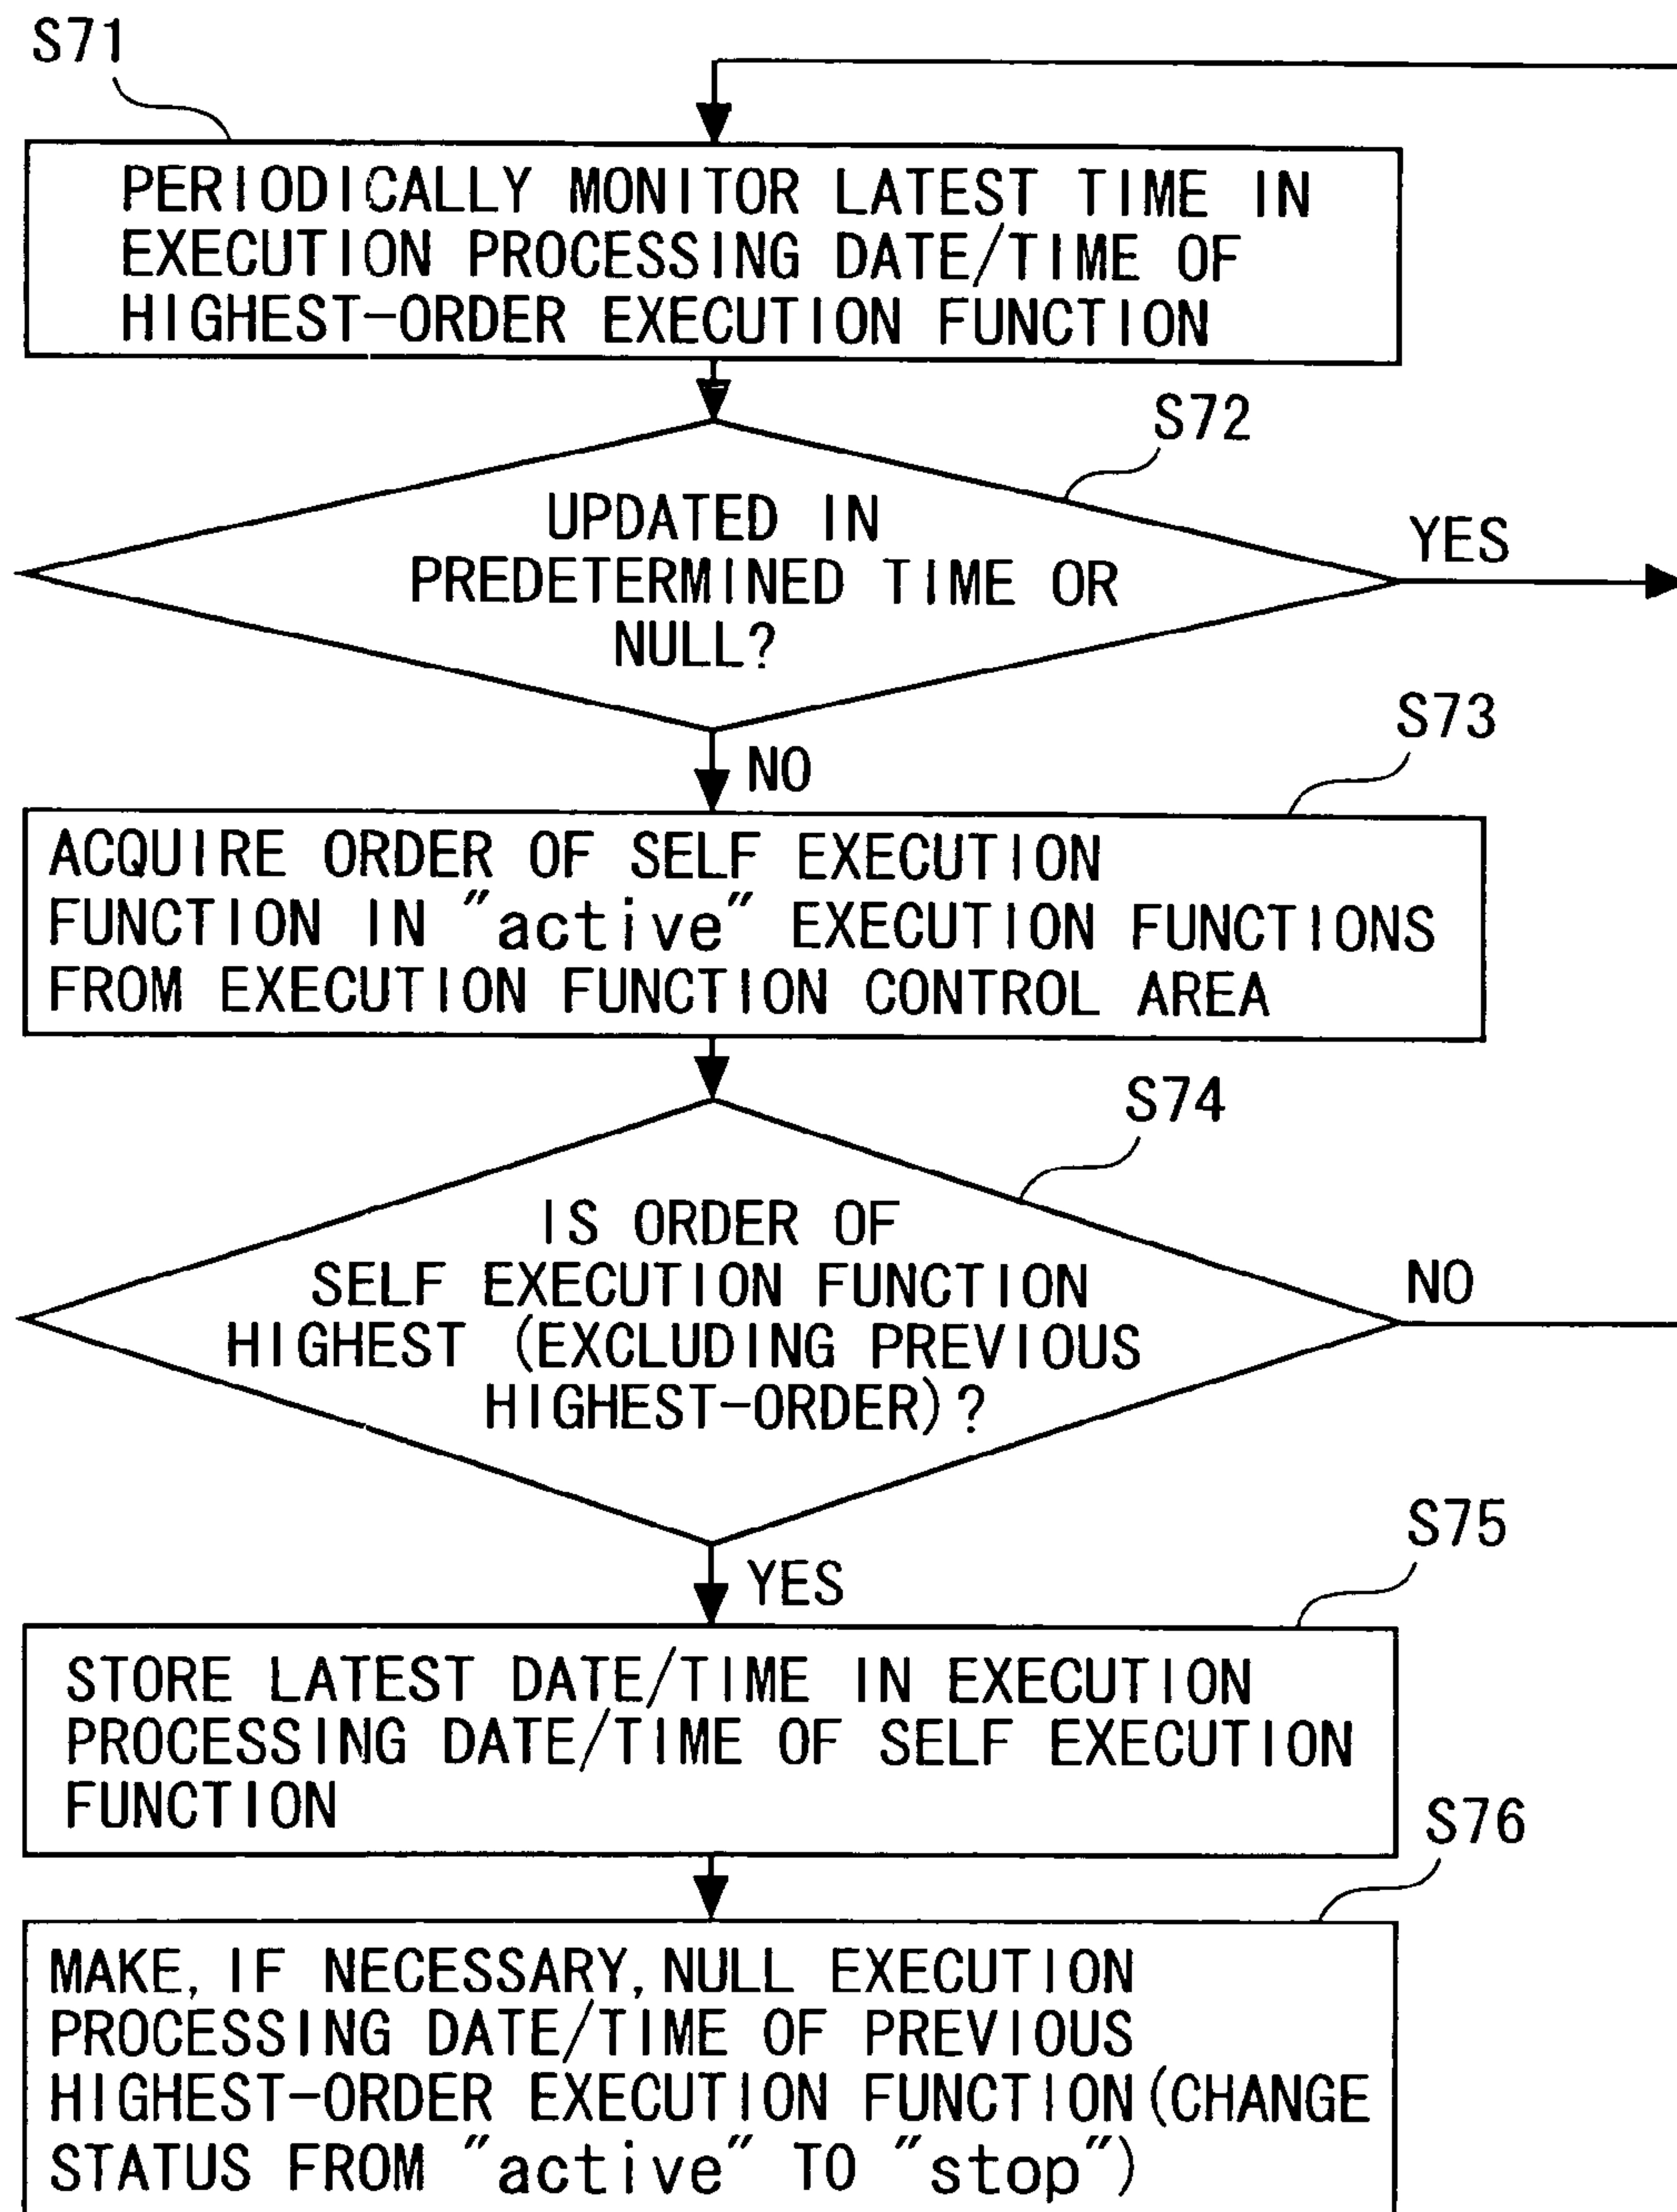 S71
PERIODICALLY MONITOR LATEST TIME IN
EXECUTION PROCESSING DATE/TIME OF
HIGHEST-ORDER EXECUTION FUNCTION
S72
UPDATED IN
PREDETERMINED TIME OR
NULL?
YES
NO
S73
ACQUIRE ORDER OF SELF EXECUTION
FUNCTION IN "active" EXECUTION FUNCTIONS
FROM EXECUTION FUNCTION CONTROL AREA
S74
IS ORDER OF
SELF EXECUTION FUNCTION
HIGHEST (EXCLUDING PREVIOUS
HIGHEST-ORDER)?
NO
YES
S75
STORE LATEST DATE/TIME IN EXECUTION
PROCESSING DATE/TIME OF SELF EXECUTION
FUNCTION
S76
MAKE, IF NECESSARY, NULL EXECUTION
PROCESSING DATE/TIME OF PREVIOUS
HIGHEST-ORDER EXECUTION FUNCTION(CHANGE
STATUS FROM "active" TO "stop")